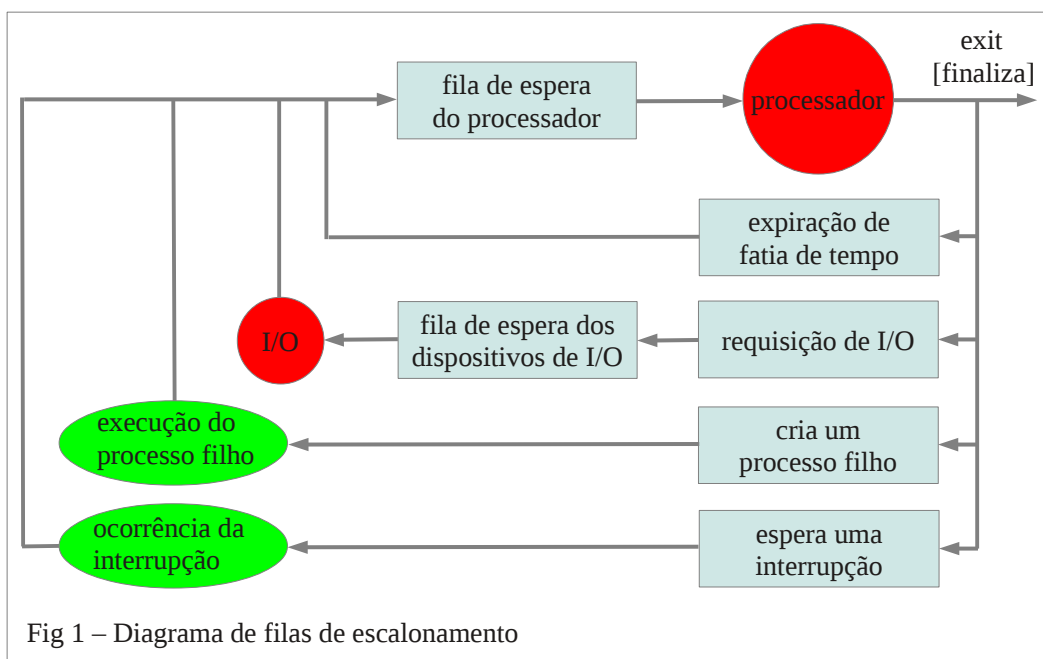 exit
[finaliza]
fila de espera
do processador
processador
expiração de
fatia de tempo
I/O
fila de espera dos
dispositivos de I/O
requisição de I/O
execução do
processo filho
cria um
processo filho
ocorrência da
interrupção
espera uma
interrupção
Fig 1 – Diagrama de filas de escalonamento